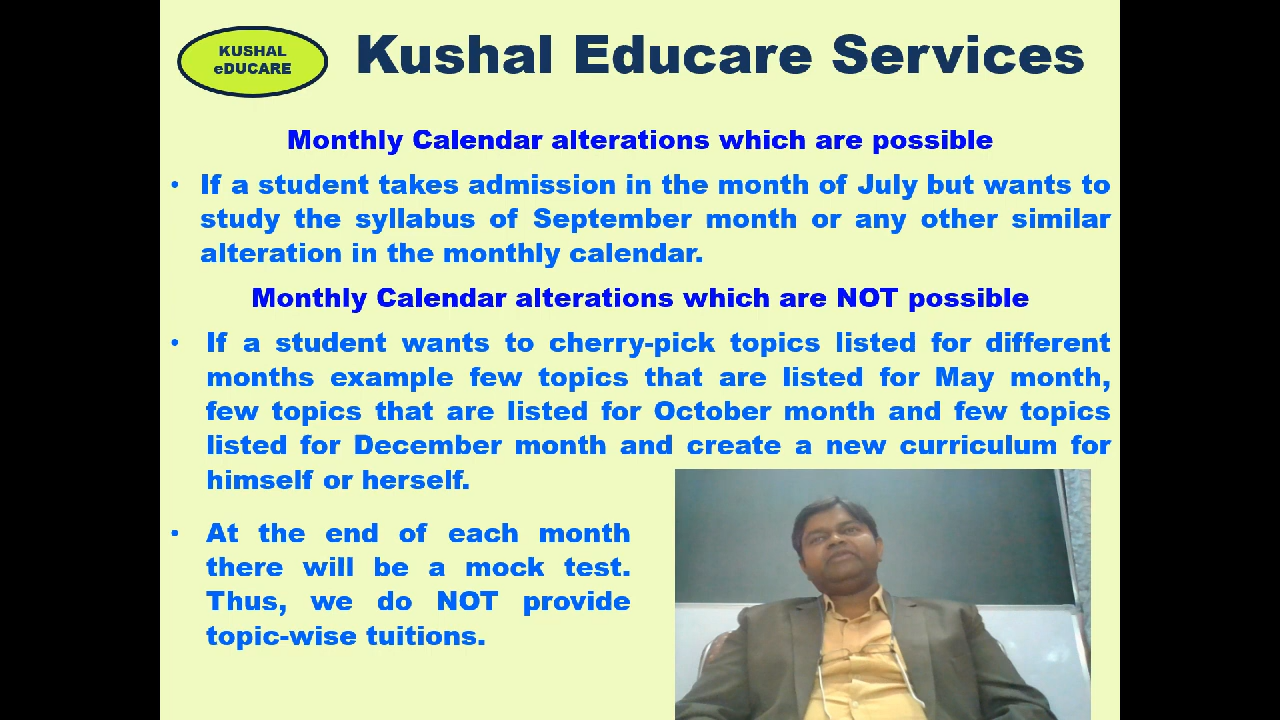 KUSHAL
eDUCARE
Kushal Educare Services
Monthly Calendar alterations which are possible
• If a student takes admission in the month of July but wants to
study the syllabus of September month or any other similar
alteration in the monthly calendar.
Monthly Calendar alterations which are NOT possible
• If a student wants to cherry-pick topics listed for different
months example few topics that are listed for May month,
few topics that are listed for October month and few topics
listed for December month and create a new curriculum for
himself or herself.
• At the end of each month
there will be a mock test.
Thus, we do NOT provide
topic-wise tuitions.